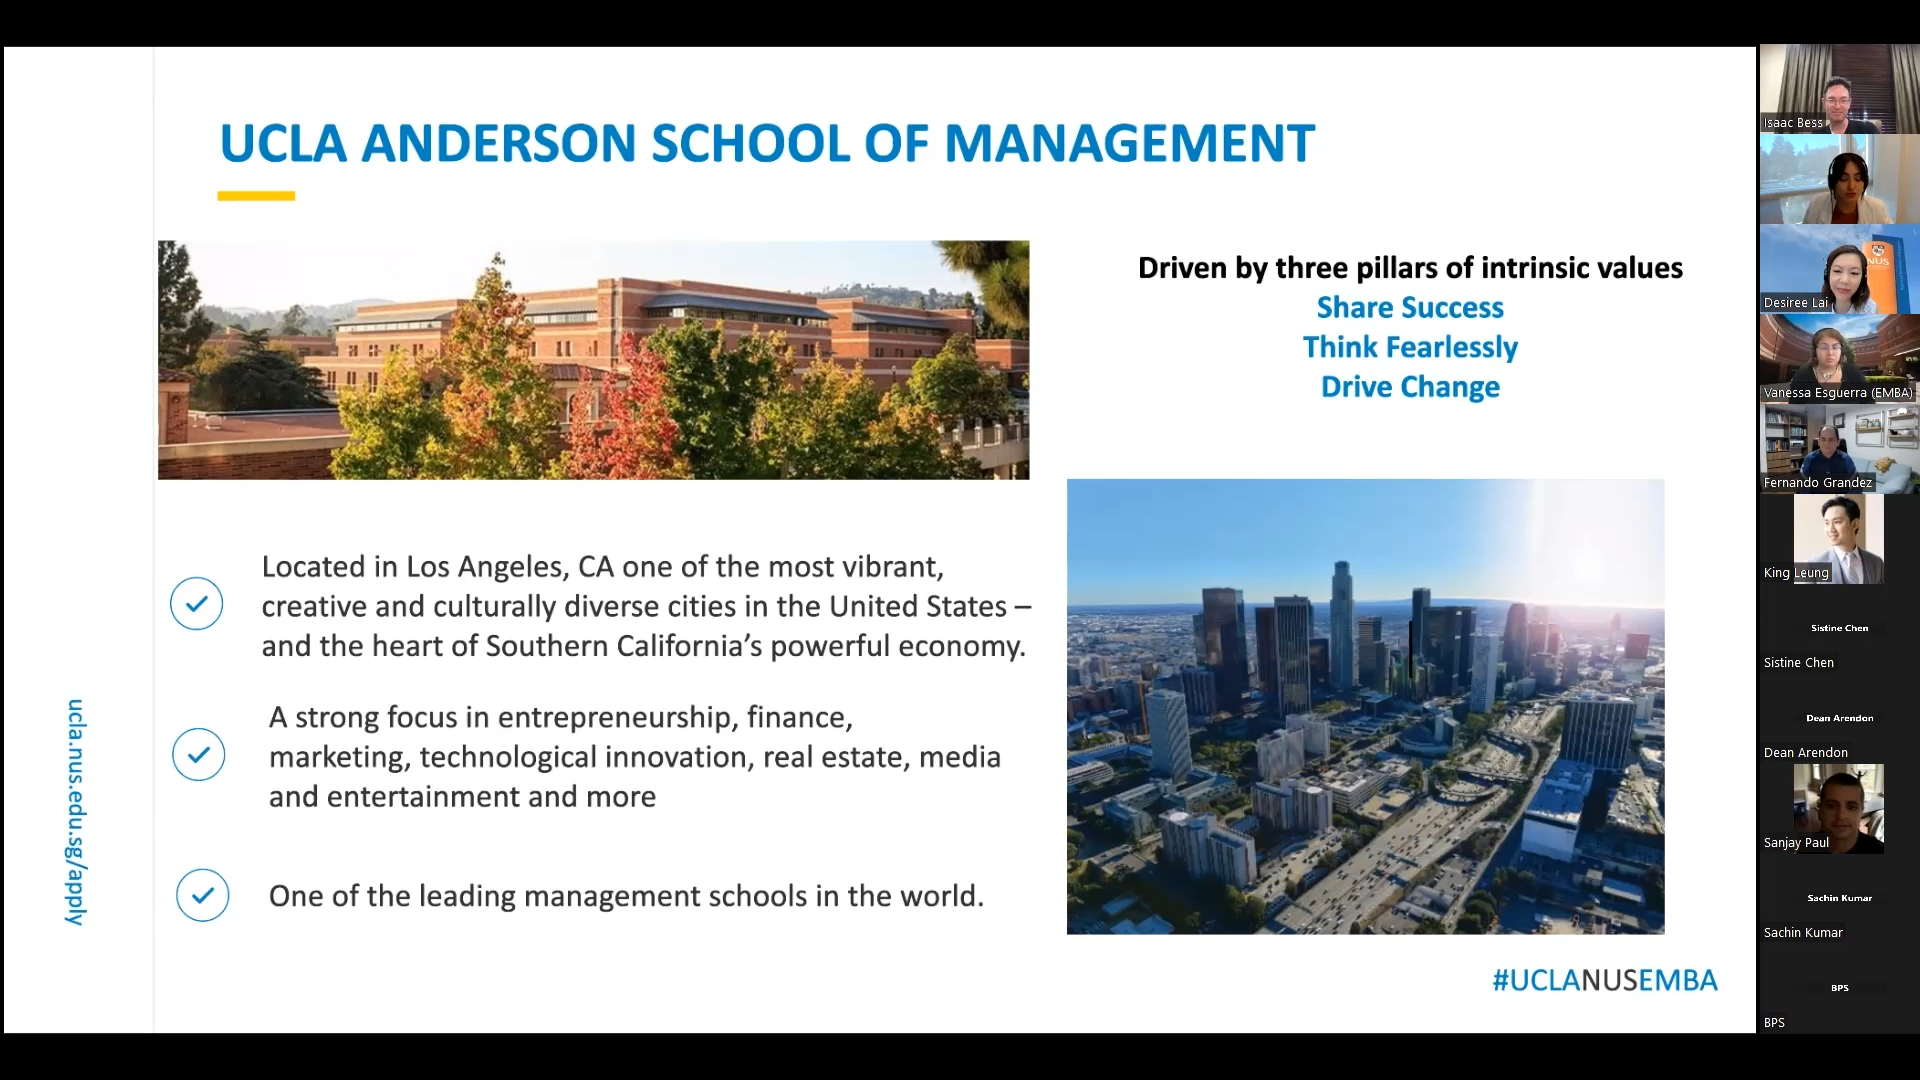 UCLA ANDERSON SCHOOL OF MANAGEMENT
Driven by three pillars of intrinsic values
Share Success
Think Fearlessly
Drive Change
Located in Los Angeles, CA one of the most vibrant,
creative and culturally diverse cities in the United States –
and the heart of Southern California's powerful economy.
A strong focus in entrepreneurship, finance,
marketing, technological innovation, real estate, media
and entertainment and more
One of the leading management schools in the world.
ucla.nus.edu.sg/apply
#UCLANUSEMBA
Isaac Bess
NUS
Desiree Lai
Vanessa Esguerra (EMBA)
Fernando Grandez
King Leung
Sistine Chen
Sistine Chen
Dean Arendon
Dean Arendon
Sanjay Paul
Sachin Kumar
Sachin Kumar
BPS
BPS